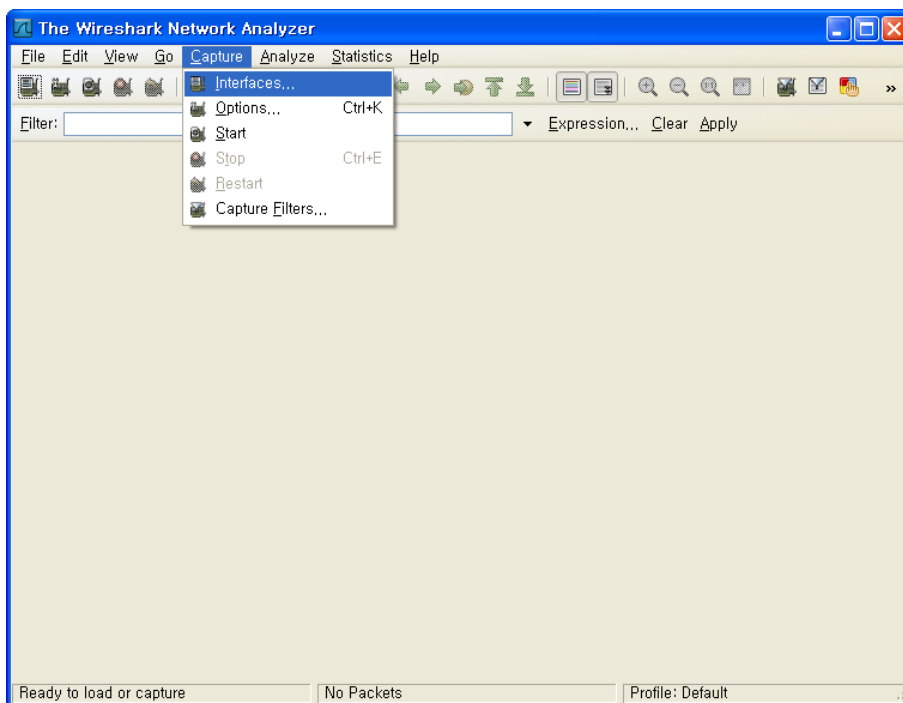 The Wireshark Network Analyzer
File Edit View Go Capture Analyze Statistics Help
Interfaces...
Options... Ctrl+K
Start
Stop Ctrl+E
Restart
Capture Filters...
Filter: Expression... Clear Apply
Ready to load or capture No Packets Profile: Default